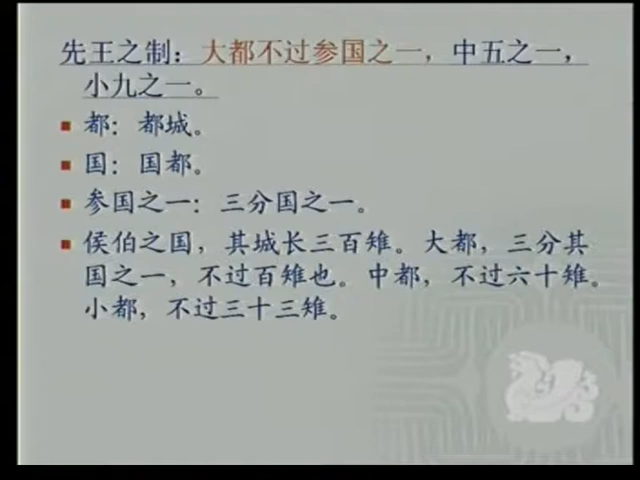 先王之制：大都不过参国之一，中五之一，
小九之一。
都：都城。
国：国都。
参国之一：三分国之一。
侯伯之国，其城长三百雉。大都，三分其
国之一，不过百雉也。中都，不过六十雉。
小都，不过三十三雉。